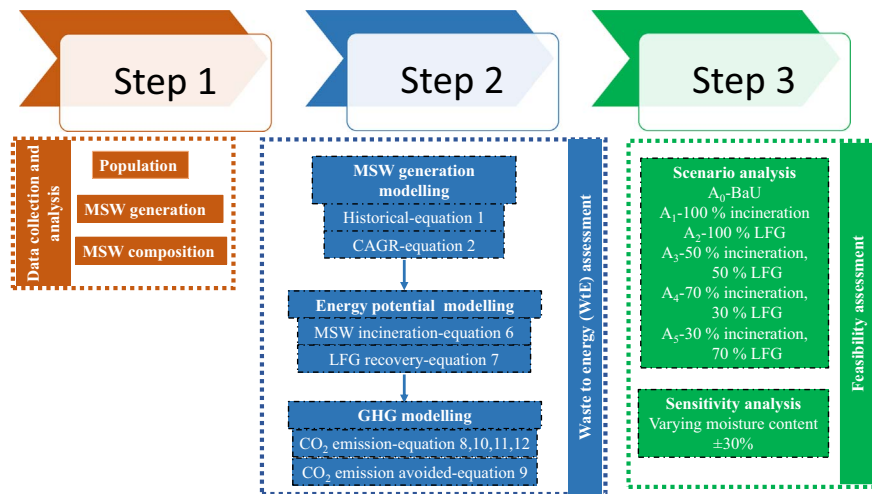 Step 1
Step 2
Step 3
Data collection and
analysis
Population
MSW generation
MSW composition
MSW generation
modelling
Historical-equation 1
CAGR-equation 2
Energy potential modelling
MSW incineration-equation 6
LFG recovery-equation 7
GHG modelling
CO₂ emission-equation 8,10,11,12
CO₂ emission avoided-equation 9
Waste to energy (WtE) assessment
Scenario analysis
A₀-BaU
A₁-100 % incineration
A₂-100 % LFG
A₃-50 % incineration,
50 % LFG
A₄-70 % incineration,
30 % LFG
A₅-30 % incineration,
70 % LFG
Sensitivity analysis
Varying moisture content
±30%
Feasibility assessment